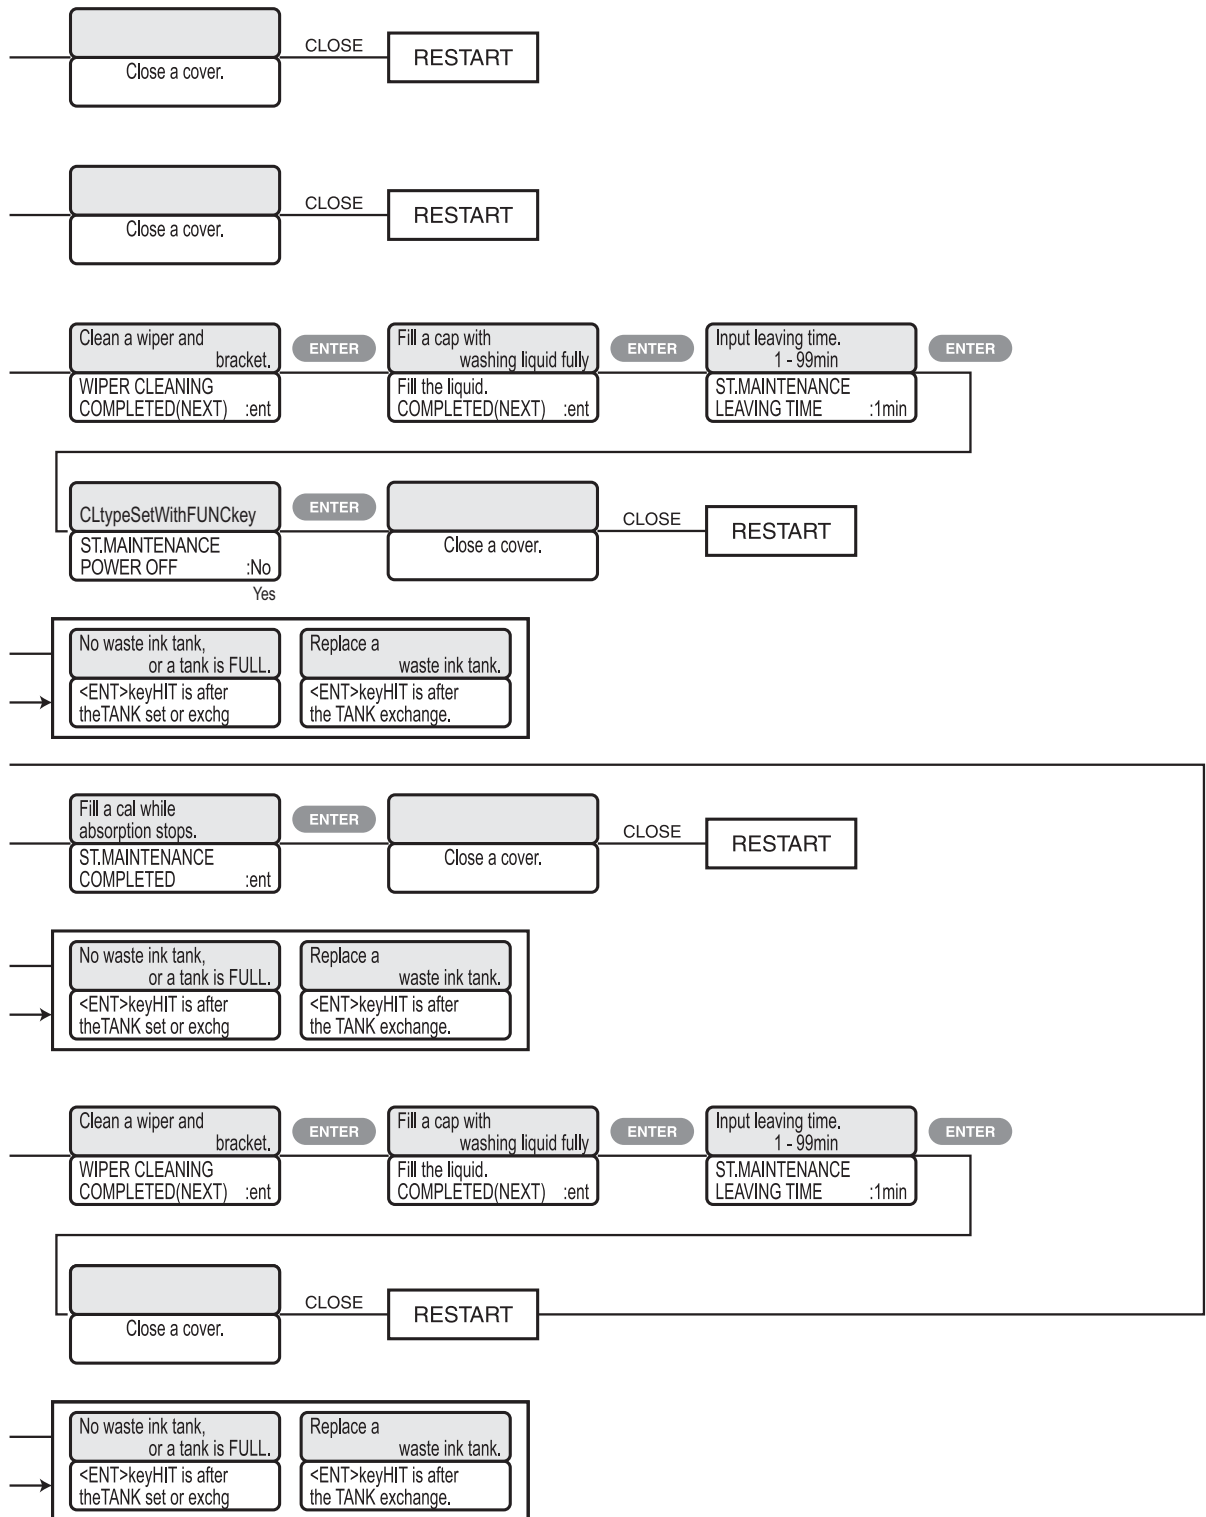 CLOSE
RESTART
Close a cover.
CLOSE
RESTART
Close a cover.
Clean a wiper and
bracket.
WIPER CLEANING
COMPLETED(NEXT) :ent
ENTER
Fill a cap with
washing liquid fully
Fill the liquid.
COMPLETED(NEXT) :ent
ENTER
Input leaving time.
1 - 99min
ST.MAINTENANCE
LEAVING TIME :1min
ENTER
CLtypeSetWithFUNCkey
ST.MAINTENANCE
POWER OFF :No
Yes
ENTER
Close a cover.
CLOSE
RESTART
No waste ink tank,
or a tank is FULL.
<ENT>keyHIT is after
theTANK set or exchg
Replace a
waste ink tank.
<ENT>keyHIT is after
the TANK exchange.
Fill a cal while
absorption stops.
ST.MAINTENANCE
COMPLETED :ent
ENTER
Close a cover.
CLOSE
RESTART
No waste ink tank,
or a tank is FULL.
<ENT>keyHIT is after
theTANK set or exchg
Replace a
waste ink tank.
<ENT>keyHIT is after
the TANK exchange.
Clean a wiper and
bracket.
WIPER CLEANING
COMPLETED(NEXT) :ent
ENTER
Fill a cap with
washing liquid fully
Fill the liquid.
COMPLETED(NEXT) :ent
ENTER
Input leaving time.
1 - 99min
ST.MAINTENANCE
LEAVING TIME :1min
ENTER
Close a cover.
CLOSE
RESTART
No waste ink tank,
or a tank is FULL.
<ENT>keyHIT is after
theTANK set or exchg
Replace a
waste ink tank.
<ENT>keyHIT is after
the TANK exchange.